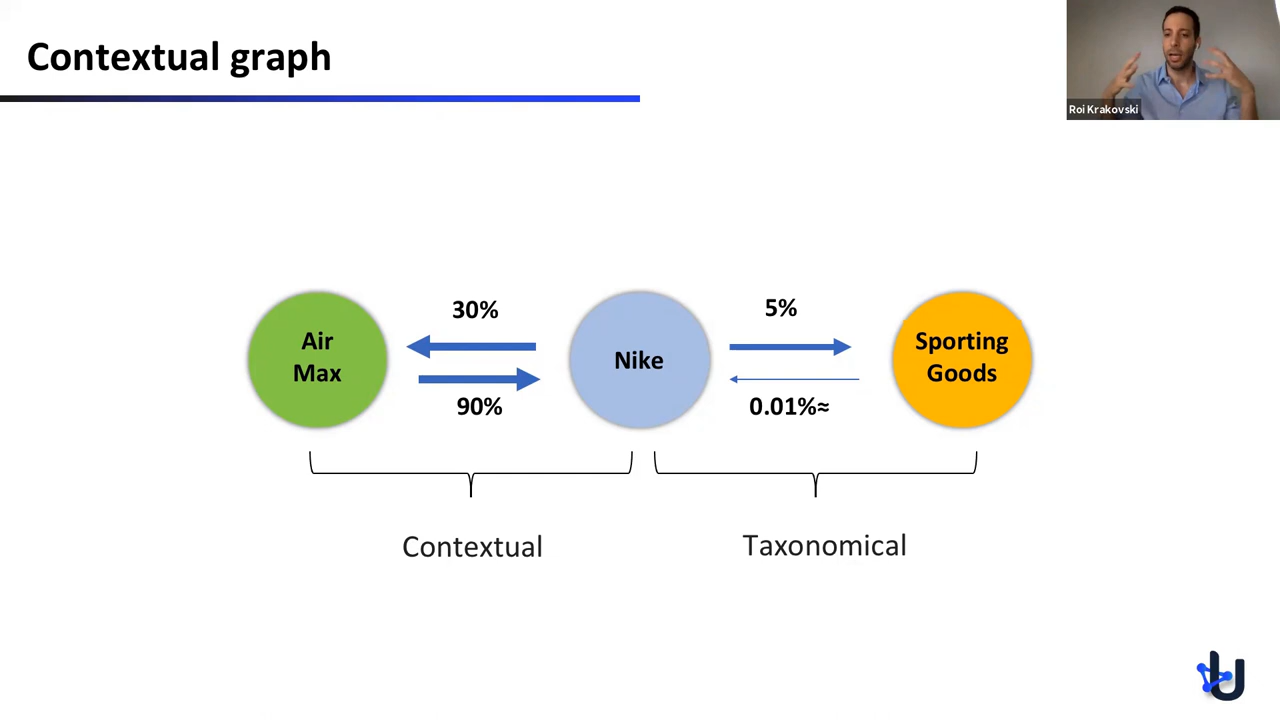 Contextual graph
Roi Krakovski
30%
5%
Air
Max
Nike
Sporting
Goods
90%
0.01%≈
Contextual
Taxonomical